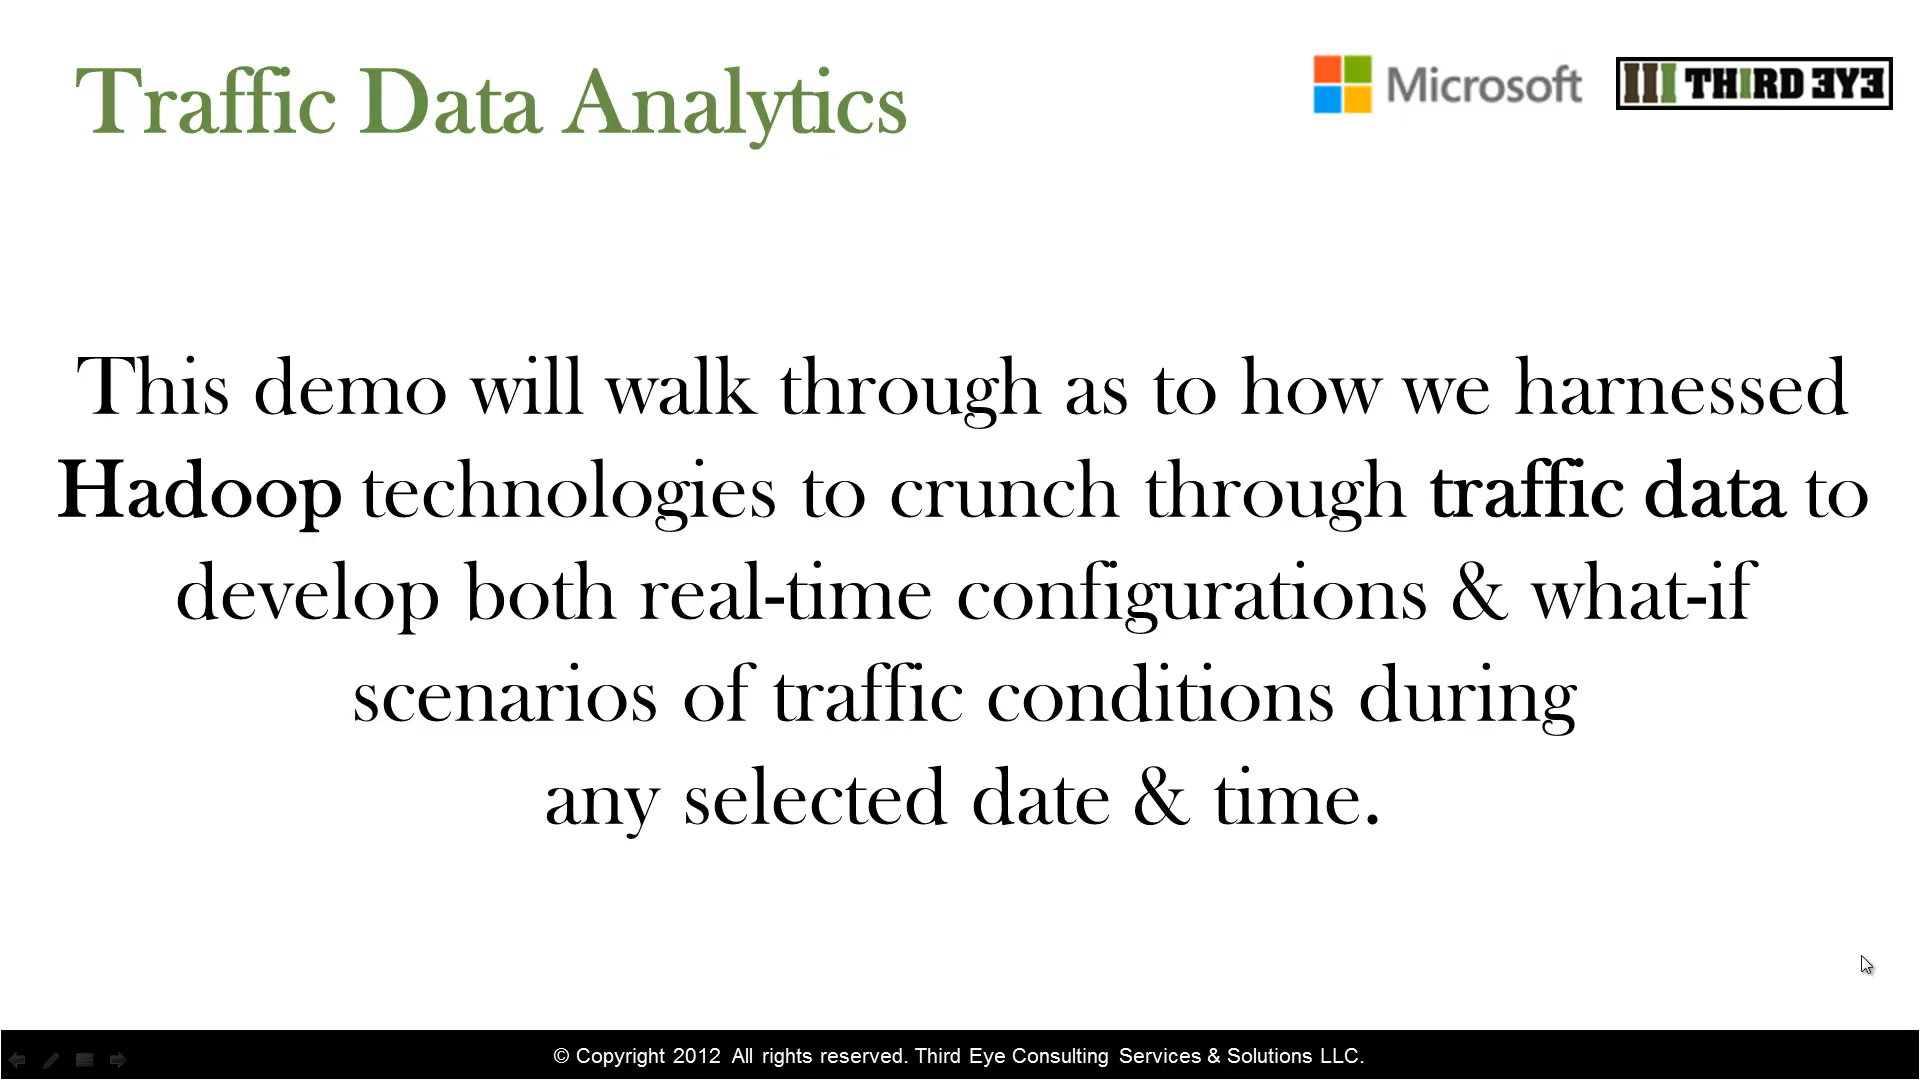 Traffic Data Analytics
Microsoft
THIRD EYE
This demo will walk through as to how we harnessed
Hadoop technologies to crunch through traffic data to
develop both real-time configurations & what-if
scenarios of traffic conditions during
any selected date & time.
© Copyright 2012 All rights reserved. Third Eye Consulting Services & Solutions LLC.